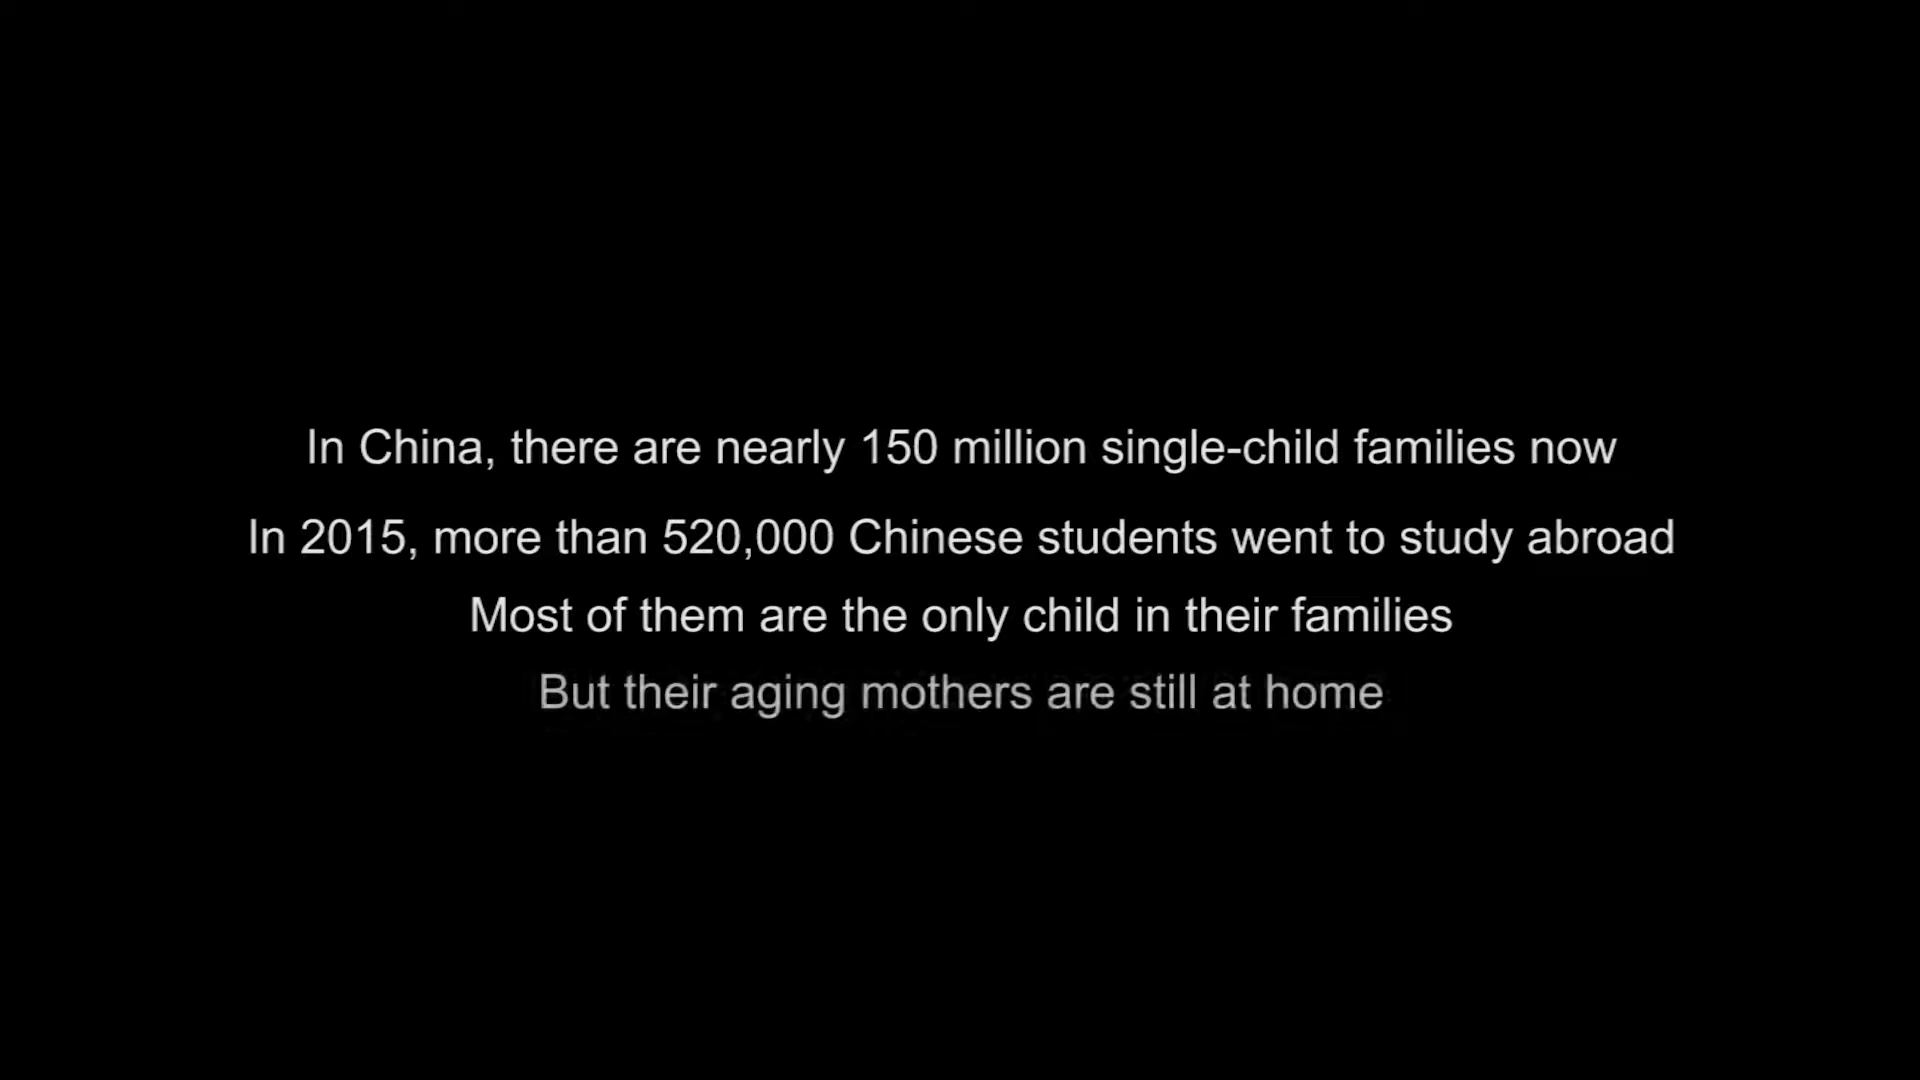 In China, there are nearly 150 million single-child families now
In 2015, more than 520,000 Chinese students went to study abroad
Most of them are the only child in their families
But their aging mothers are still at home